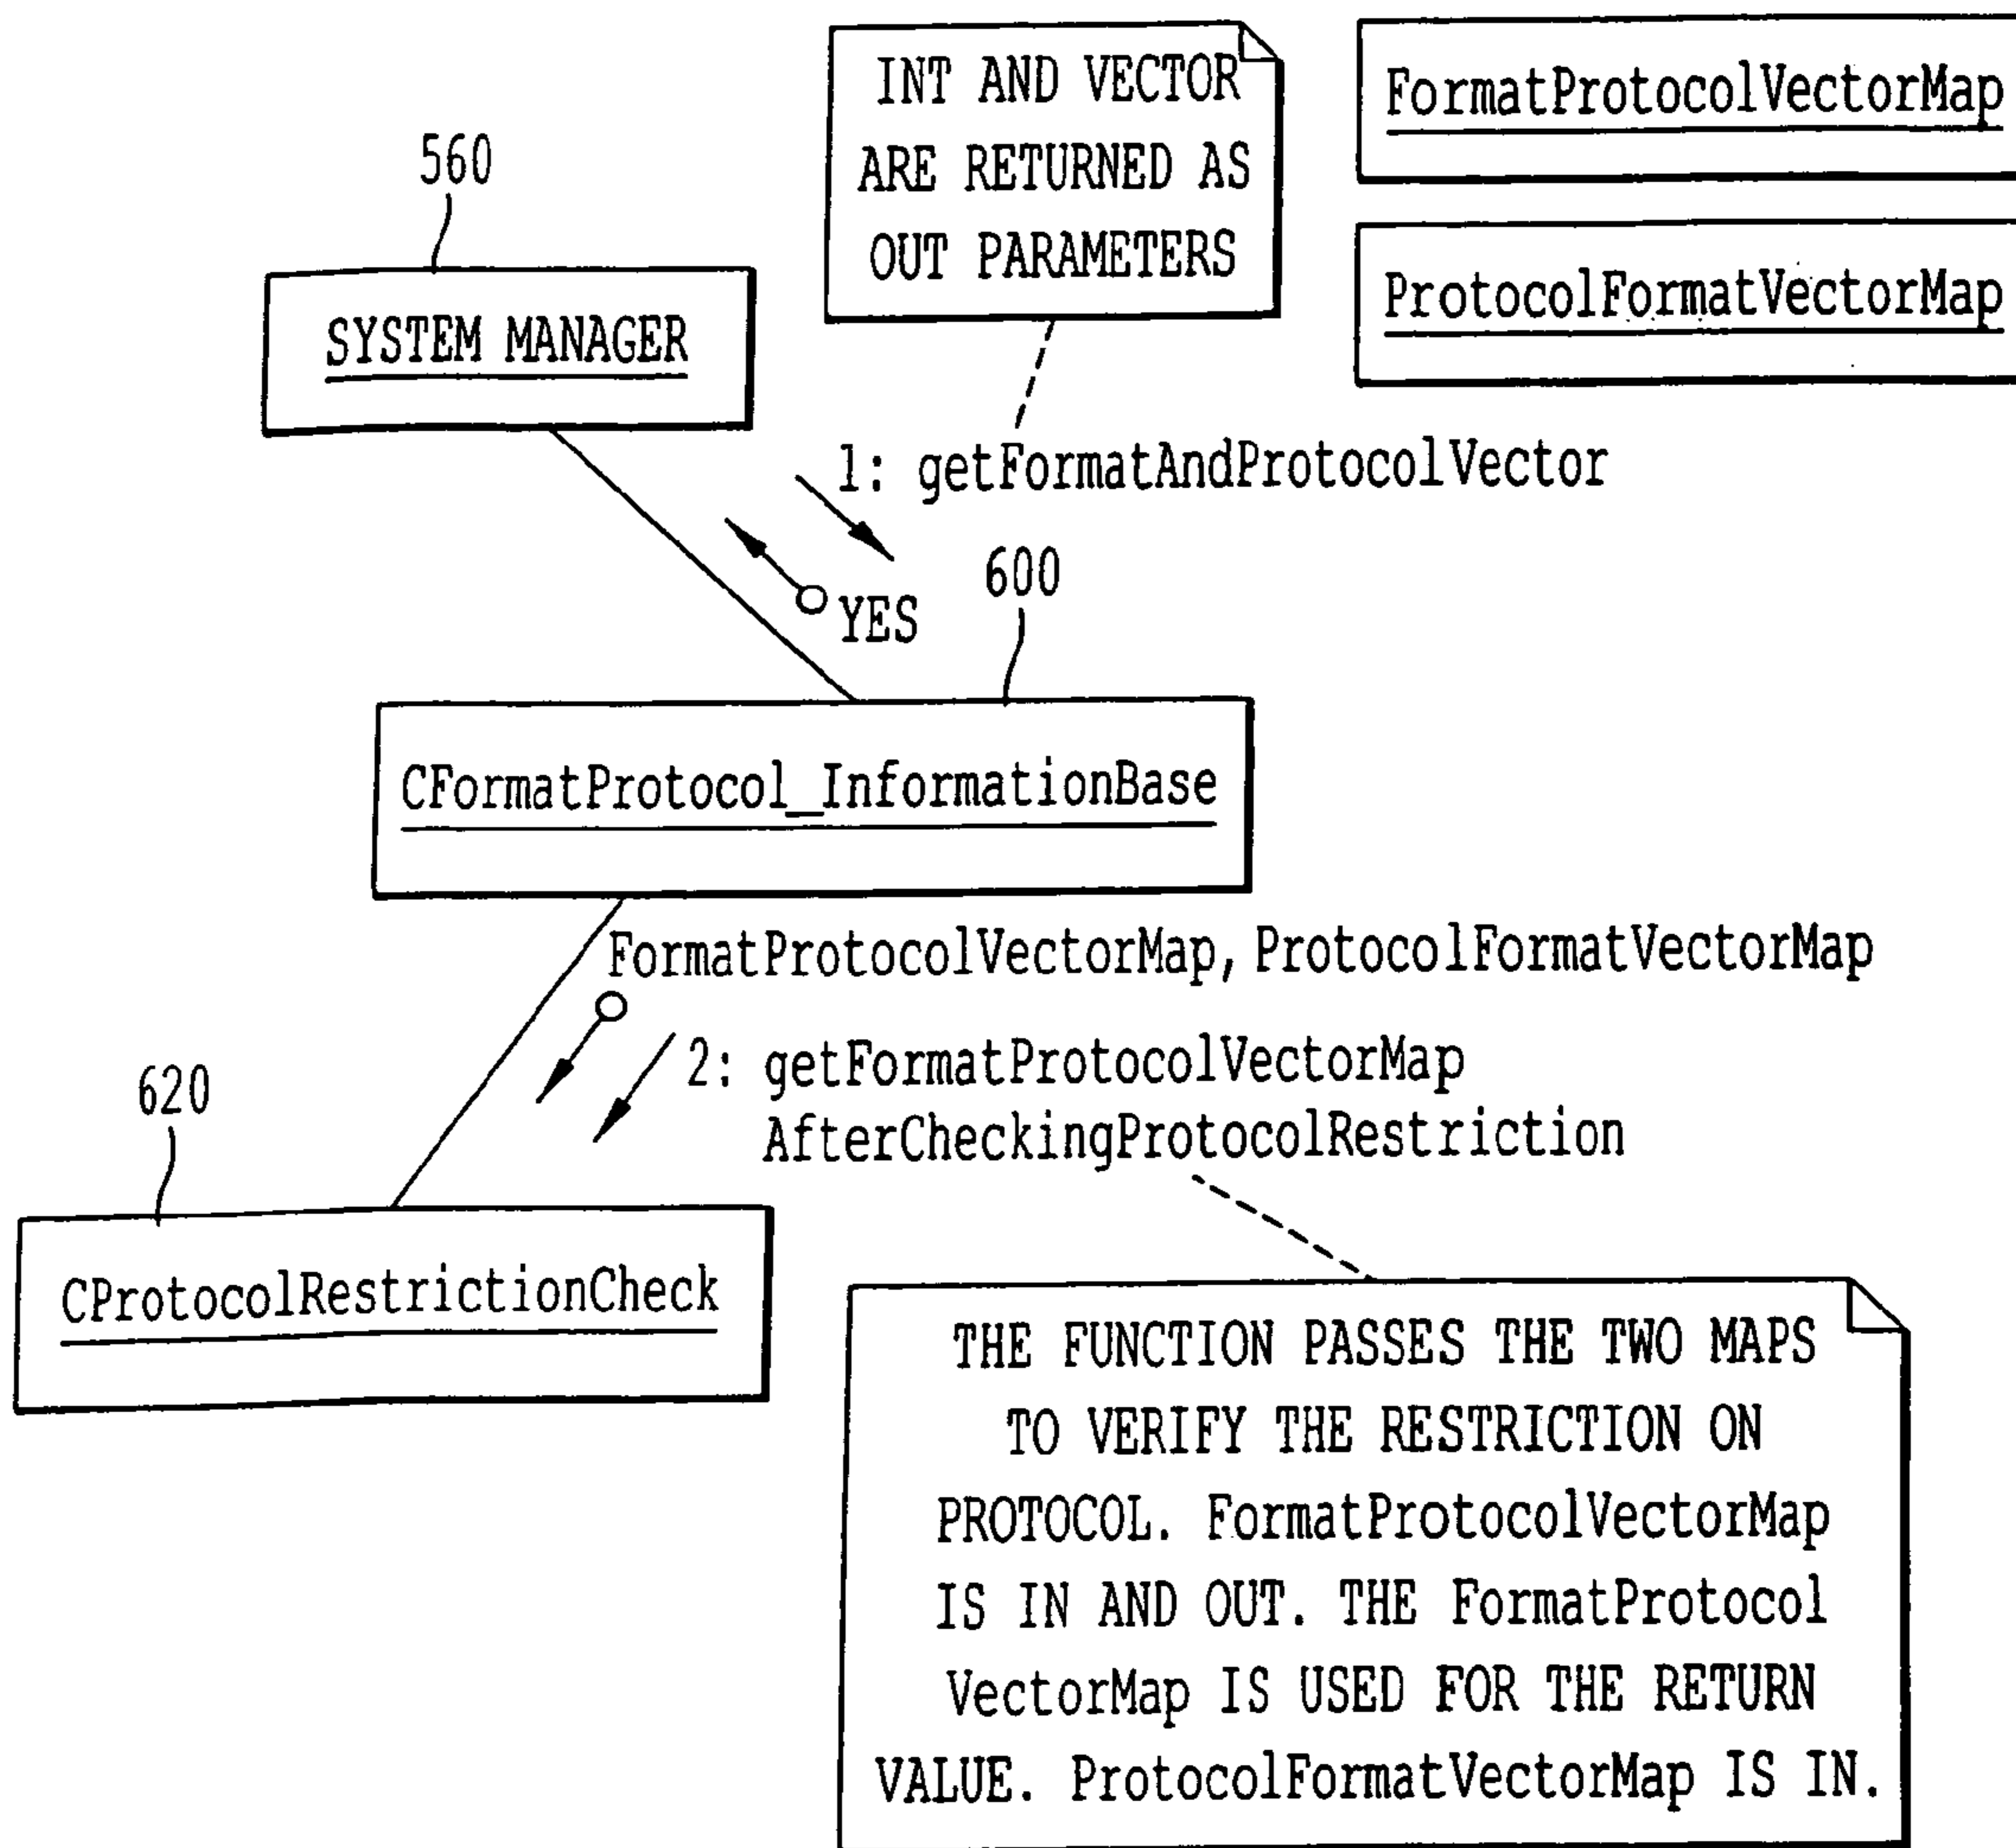 INT AND VECTOR
ARE RETURNED AS
OUT PARAMETERS
FormatProtocolVectorMap
ProtocolFormatVectorMap
560
SYSTEM MANAGER
1: getFormatAndProtocolVector
YES
600
CFormatProtocol_InformationBase
FormatProtocolVectorMap, ProtocolFormatVectorMap
2: getFormatProtocolVectorMap
AfterCheckingProtocolRestriction
620
CProtocolRestrictionCheck
THE FUNCTION PASSES THE TWO MAPS
TO VERIFY THE RESTRICTION ON
PROTOCOL. FormatProtocolVectorMap
IS IN AND OUT. THE FormatProtocol
VectorMap IS USED FOR THE RETURN
VALUE. ProtocolFormatVectorMap IS IN.